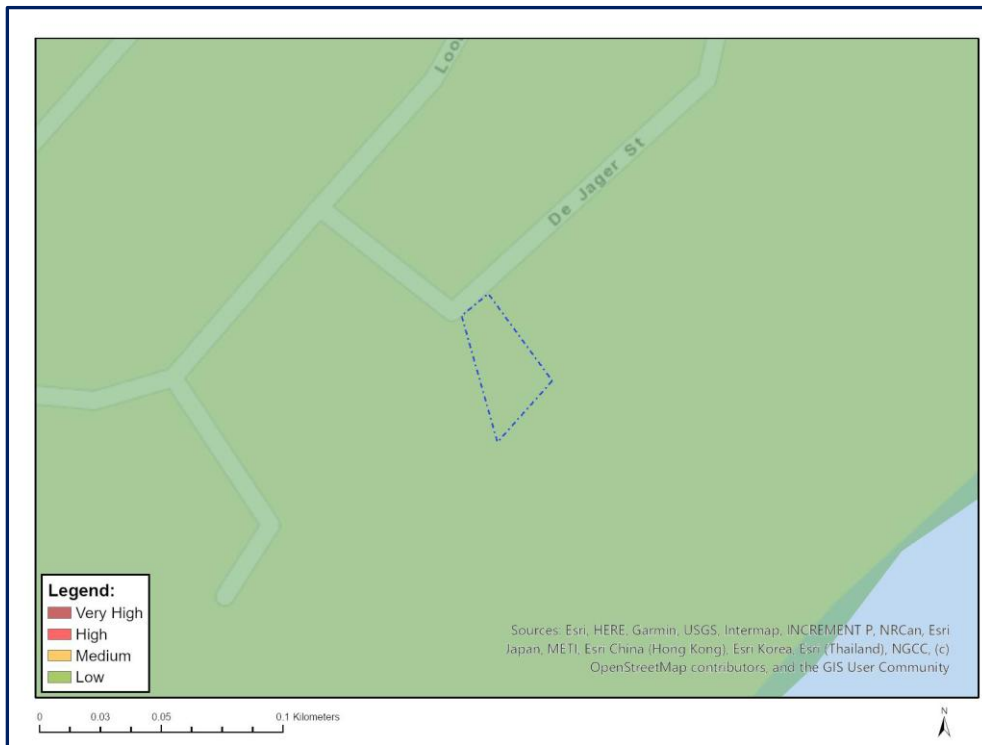 Loo
De Jager St
Legend:
Very High
High
Medium
Low
Sources: Esri, HERE, Garmin, USGS, Intermap, INCREMENT P, NRCan, Esri
Japan, METI, Esri China (Hong Kong), Esri Korea, Esri (Thailand), NGCC, (c)
OpenStreetMap contributors, and the GIS User Community
0 0.03 0.05 0.1 Kilometers
N